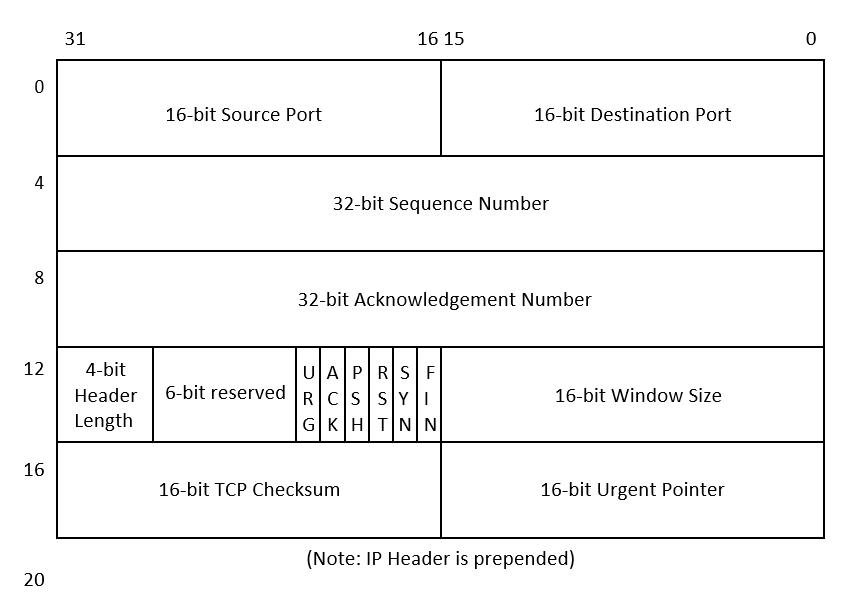 31 16 15 0
0
16-bit Source Port 16-bit Destination Port
4
32-bit Sequence Number
8
32-bit Acknowledgement Number
12
4-bit
Header
Length
6-bit reserved
URG
ACK
PSH
RST
SYN
FIN
16-bit Window Size
16
16-bit TCP Checksum 16-bit Urgent Pointer
(Note: IP Header is prepended)
20